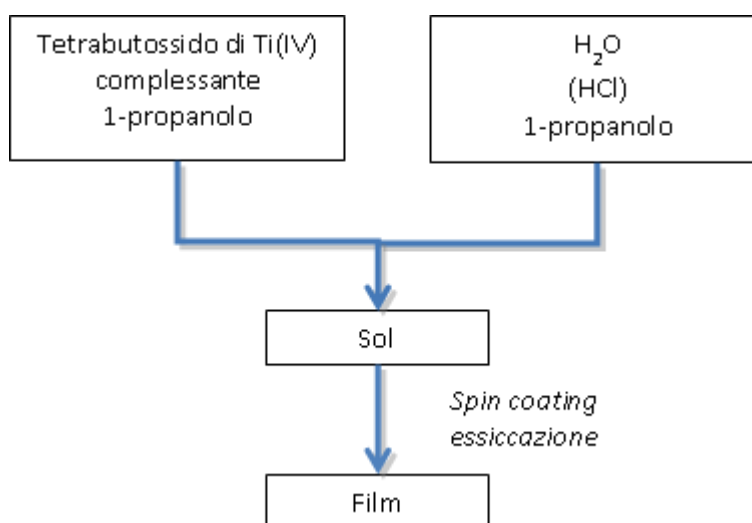 Tetrabutossido di Ti(IV)
complessante
1-propanolo
H₂O
(HCl)
1-propanolo
Sol
Spin coating
essiccazione
Film